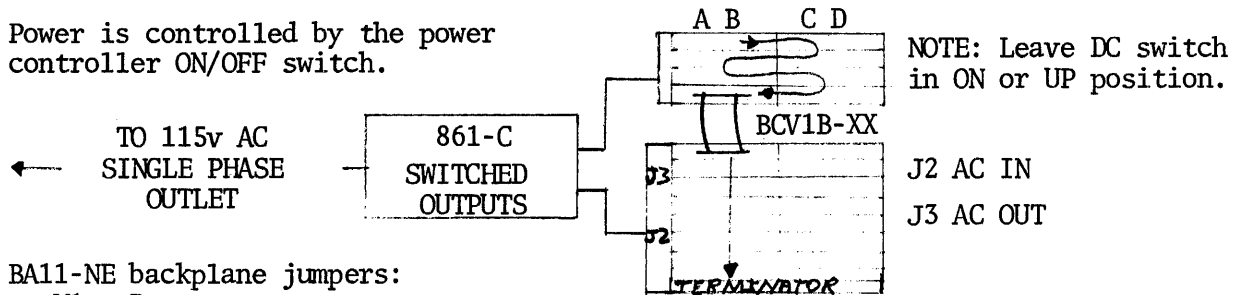 Power is controlled by the power
controller ON/OFF switch.
A B C D
NOTE: Leave DC switch
in ON or UP position.
TO 115v AC
SINGLE PHASE
OUTLET
861-C
SWITCHED
OUTPUTS
BCV1B-XX
J3
J2
J2 AC IN
J3 AC OUT
TERMINATOR
BA11-NE backplane jumpers: